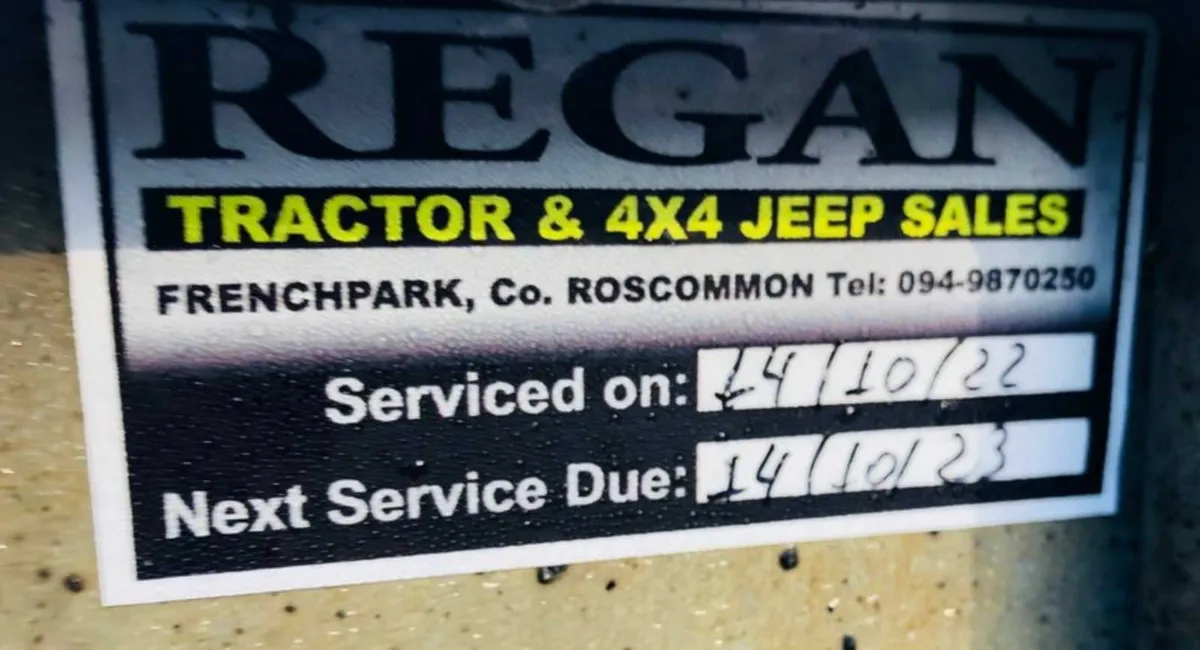 REGAN
TRACTOR & 4X4 JEEP SALES
FRENCHPARK, Co. ROSCOMMON Tel: 094-9870250
Serviced on: 14/10/22
Next Service Due: 14/10/23